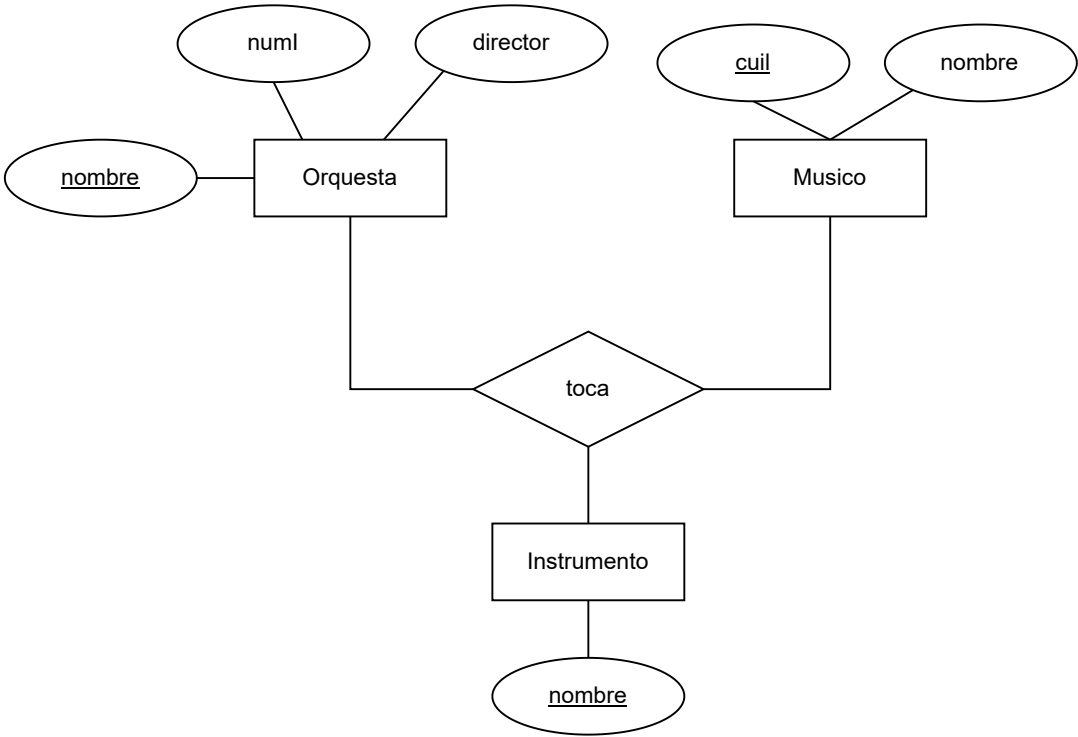 numI
director
cuil
nombre
nombre
Orquesta
Musico
toca
Instrumento
nombre